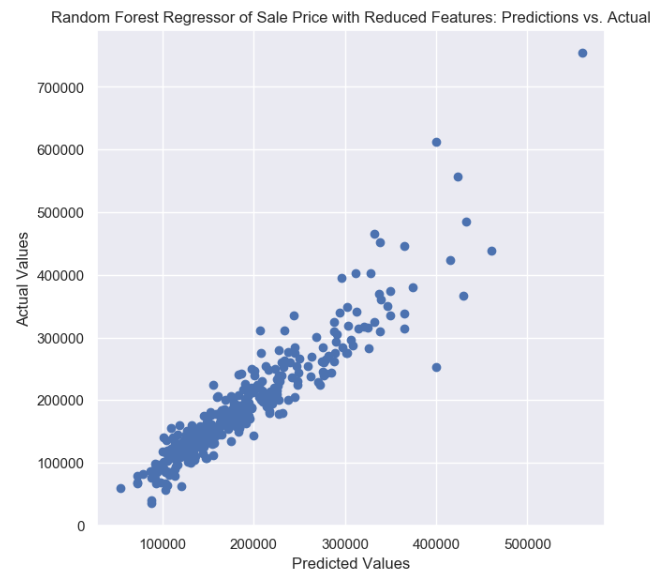 Random Forest Regressor of Sale Price with Reduced Features: Predictions vs. Actual
700000
600000
500000
400000
300000
200000
100000
0
Actual Values
100000 200000 300000 400000 500000
Predicted Values